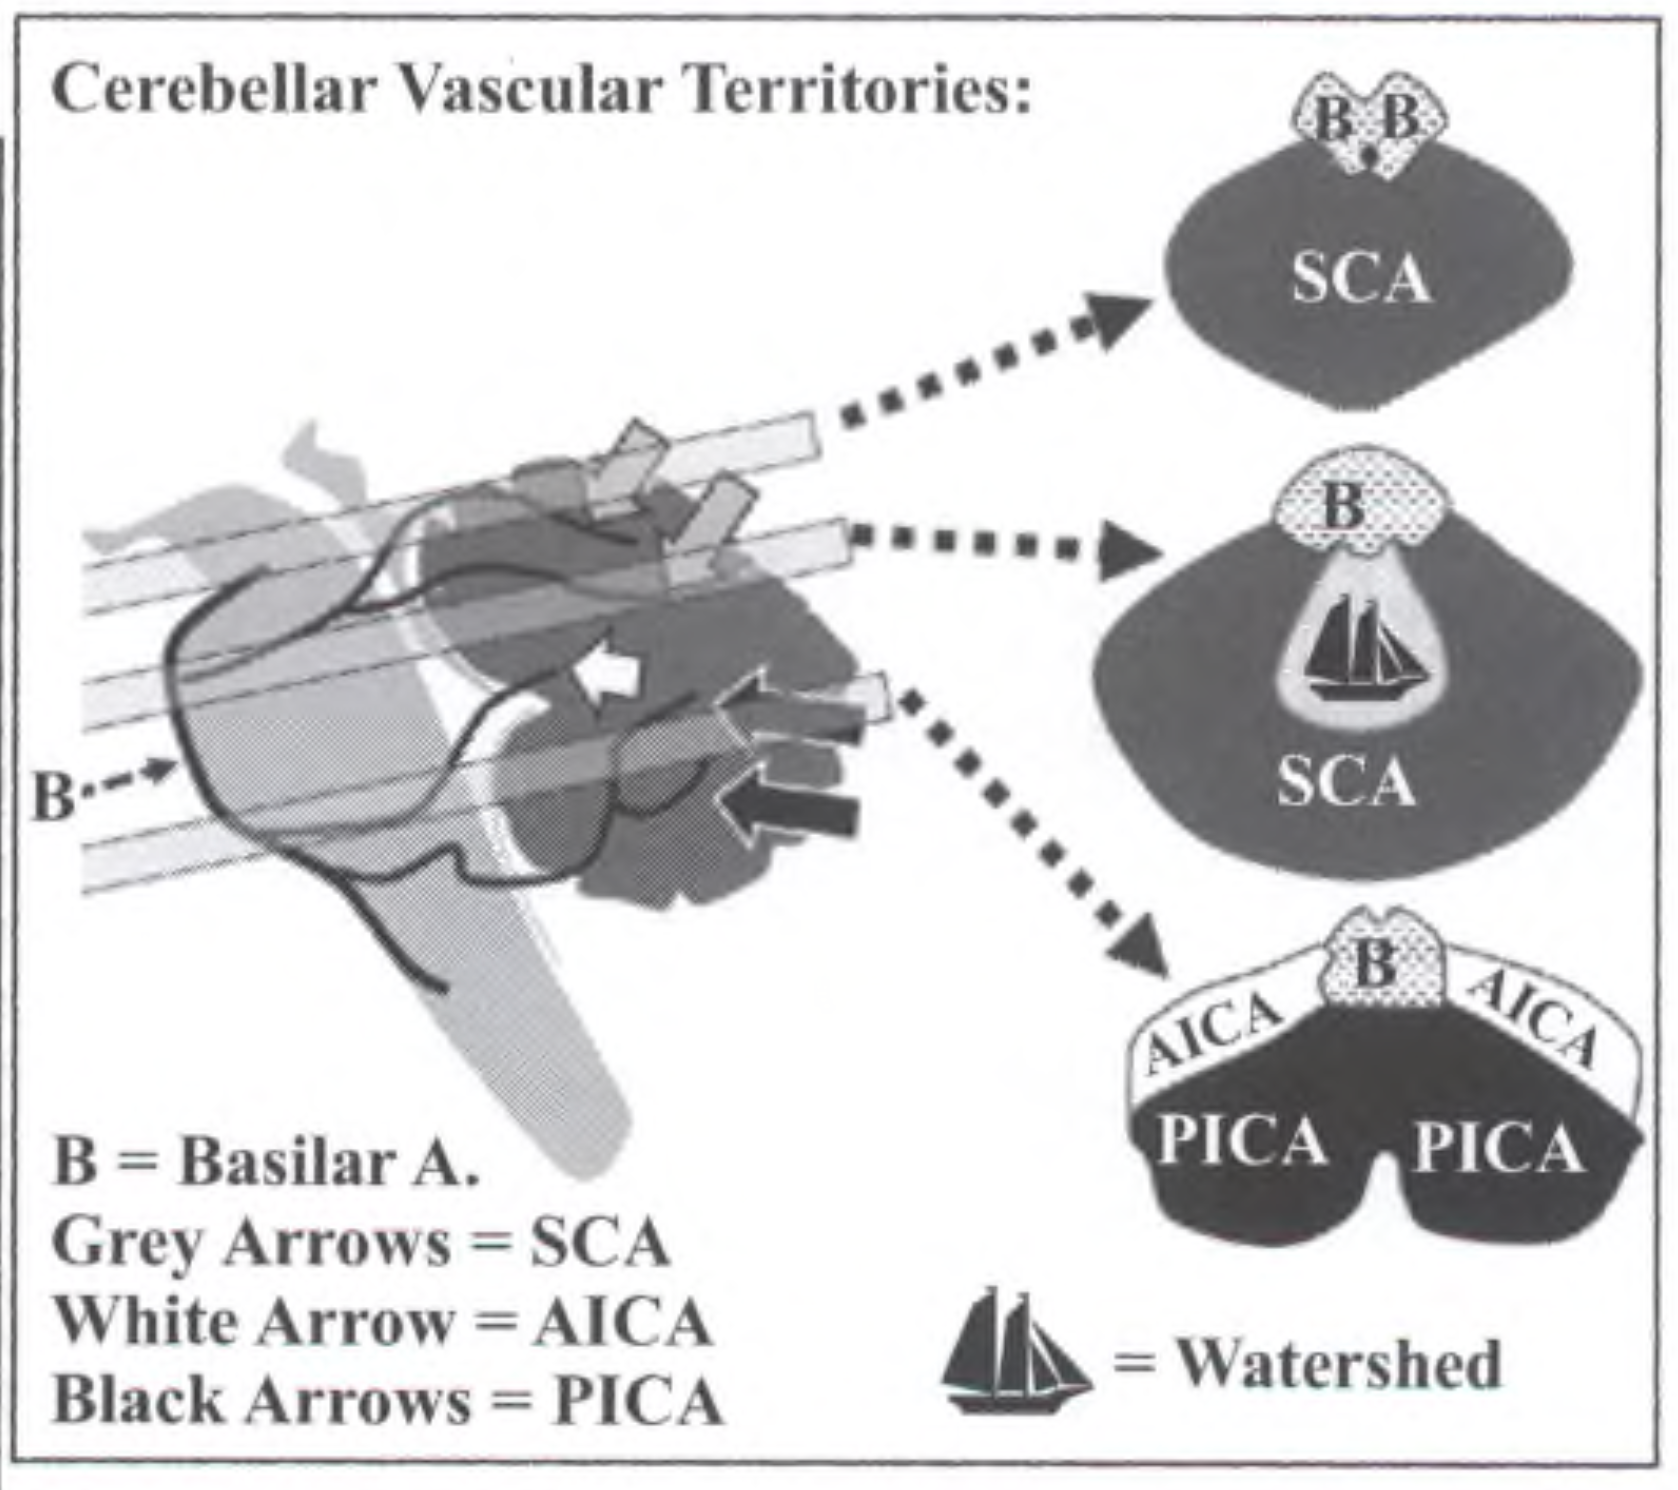 Cerebellar Vascular Territories:
B B
SCA
B
SCA
B
B
AICA AICA
PICA PICA
B = Basilar A.
Grey Arrows = SCA
White Arrow = AICA
Black Arrows = PICA
= Watershed